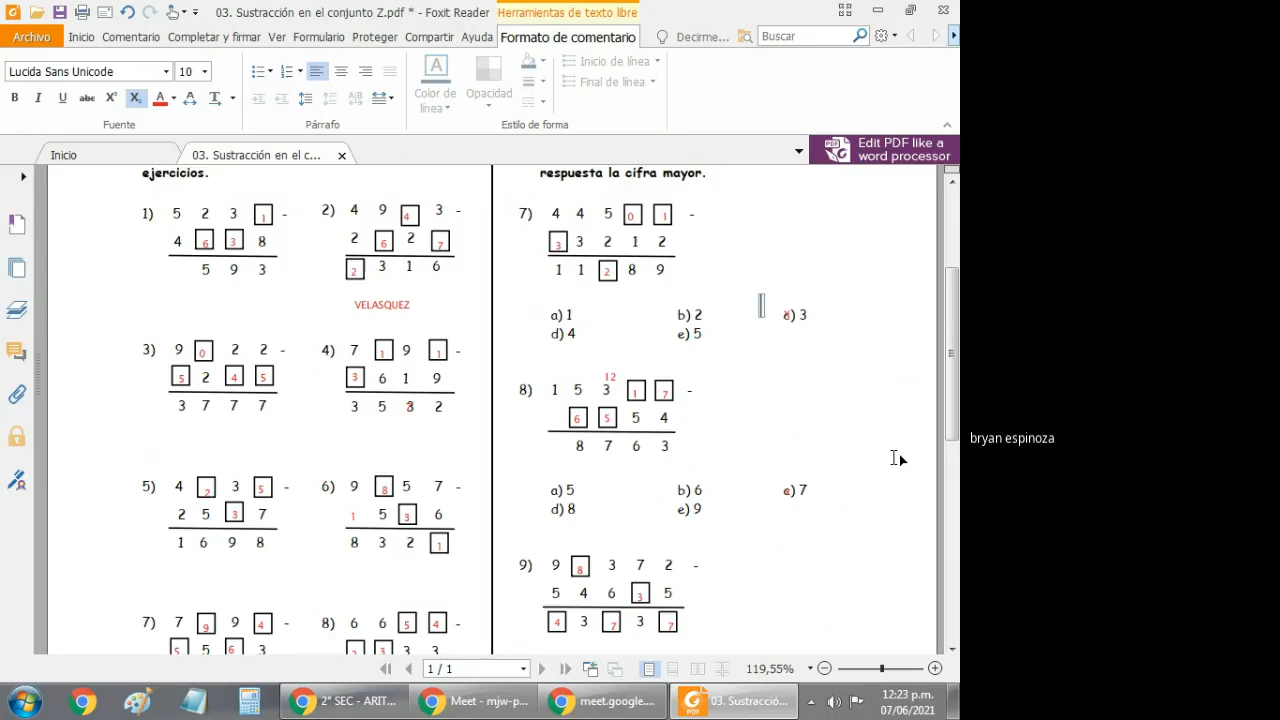 03. Sustracción en el conjunto Z.pdf * - Foxit Reader
Herramientas de texto libre
Archivo Inicio Comentario Completar y firmar Ver Formulario Proteger Compartir Ayuda Formato de comentario Decirme... Buscar
Lucida Sans Unicode 10
Color de línea
Opacidad
Inicio de línea
Final de línea
Fuente Párrafo Estilo de forma
Inicio
03. Sustracción en el c...
Edit PDF like a
word processor
ejercicios.
1) 5 2 3 1 -
4 6 3 8
5 9 3
2) 4 9 4 3 -
2 6 2 7
2 3 1 6
VELASQUEZ
3) 9 0 2 2 -
5 2 4 5
3 7 7 7
4) 7 1 9 1 -
3 6 1 9
3 5 2
5) 4 2 3 5 -
2 5 3 7
1 6 9 8
6) 9 8 5 7 -
1 5 3 6
8 3 2 1
7) 7 9 9 4 -
5 5 6 3
8) 6 6 5 4 -
3 3 3
respuesta la cifra mayor.
7) 4 4 5 0 1 -
3 3 2 1 2
1 1 2 8 9
a) 1 b) 2 c) 3
d) 4 e) 5
12
8) 1 5 3 1 7 -
6 5 5 4
8 7 6 3
a) 5 b) 6 c) 7
d) 8 e) 9
9) 9 8 3 7 2 -
5 4 6 3 5
4 3 7 3 7
1 / 1
119,55%
2° SEC - ARIT...
Meet - mjw-p...
meet.google....
03. Sustracció...
12:23 p.m.
07/06/2021
bryan espinoza